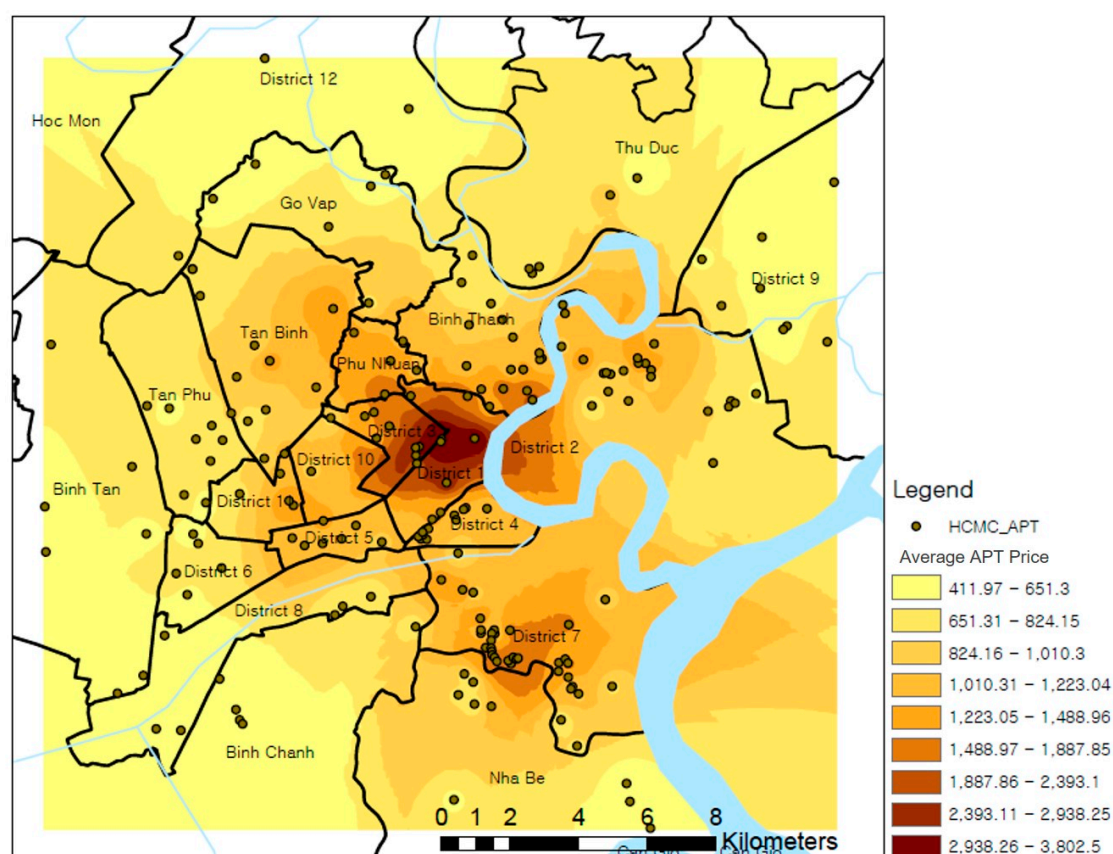 District 12
Hoc Mon
Thu Duc
Go Vap
District 9
Binh Thanh
Tan Binh
Phu Nhuan
Tan Phu
District 3
District 2
District 10
District 1
Binh Tan
District 1
District 4
District 5
District 6
District 8
District 7
Binh Chanh
Nha Be
0 1 2 4 6 8
Kilometers
Can Gio
Can Gio
Legend
HCMC_APT
Average APT Price
411.97 - 651.3
651.31 - 824.15
824.16 - 1,010.3
1,010.31 - 1,223.04
1,223.05 - 1,488.96
1,488.97 - 1,887.85
1,887.86 - 2,393.1
2,393.11 - 2,938.25
2,938.26 - 3,802.5